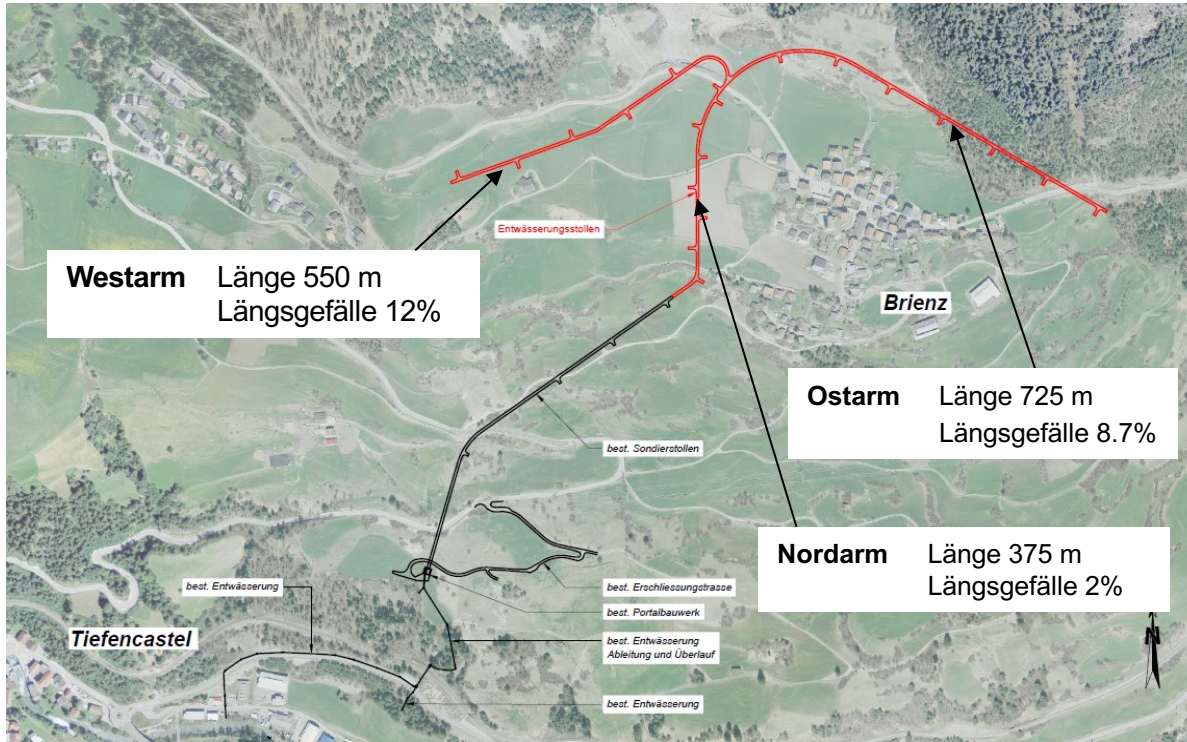 Entwässerungsstollen
Westarm Länge 550 m
Längsgefälle 12%
Brienz
Ostarm Länge 725 m
Längsgefälle 8.7%
best. Sondierstollen
Nordarm Länge 375 m
Längsgefälle 2%
best. Entwässerung
best. Erschliessungstrasse
best. Portalbauwerk
Tiefencastel
best. Entwässerung
Ableitung und Überlauf
best. Entwässerung
N